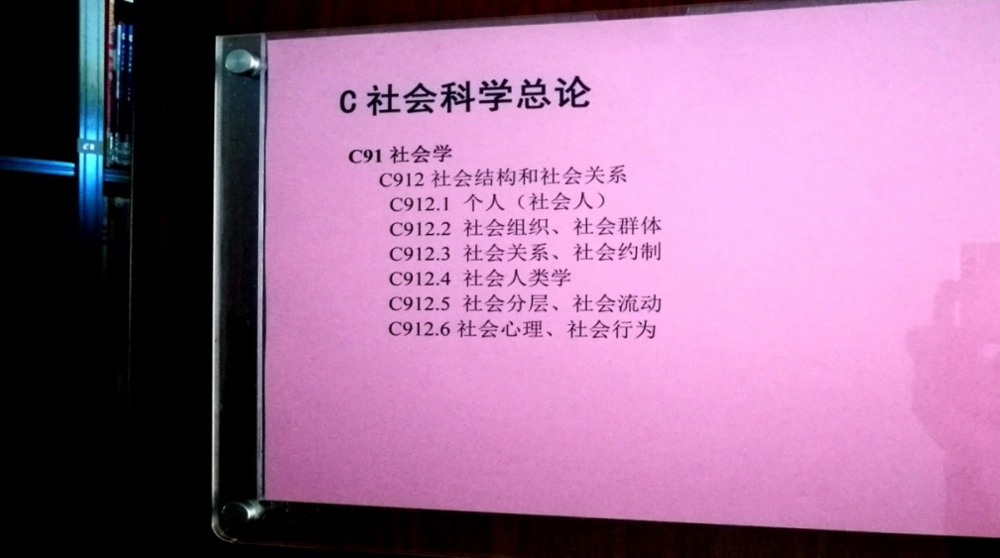 C 社会科学总论
C91 社会学
C912 社会结构和社会关系
C912.1 个人（社会人）
C912.2 社会组织、社会群体
C912.3 社会关系、社会约制
C912.4 社会人类学
C912.5 社会分层、社会流动
C912.6 社会心理、社会行为